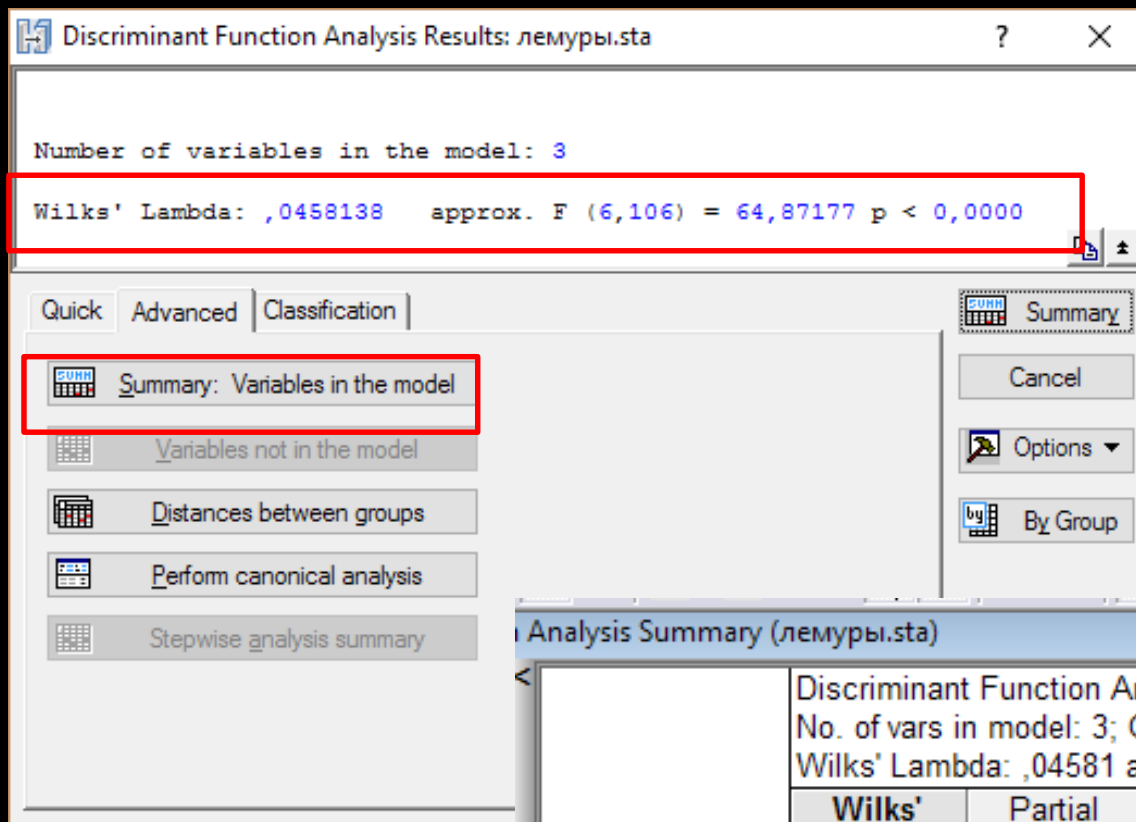 Discriminant Function Analysis Results: лемуры.sta ? ×
Number of variables in the model: 3
Wilks' Lambda: ,0458138 approx. F (6,106) = 64,87177 p < 0,0000
Quick Advanced Classification
Summary
Summary: Variables in the model
Cancel
Variables not in the model
Options
Distances between groups
By Group
Perform canonical analysis
Stepwise analysis summary
Analysis Summary (лемуры.sta)
Discriminant Function
No. of vars in model: 3;
Wilks' Lambda: ,04581
Wilks' Partial